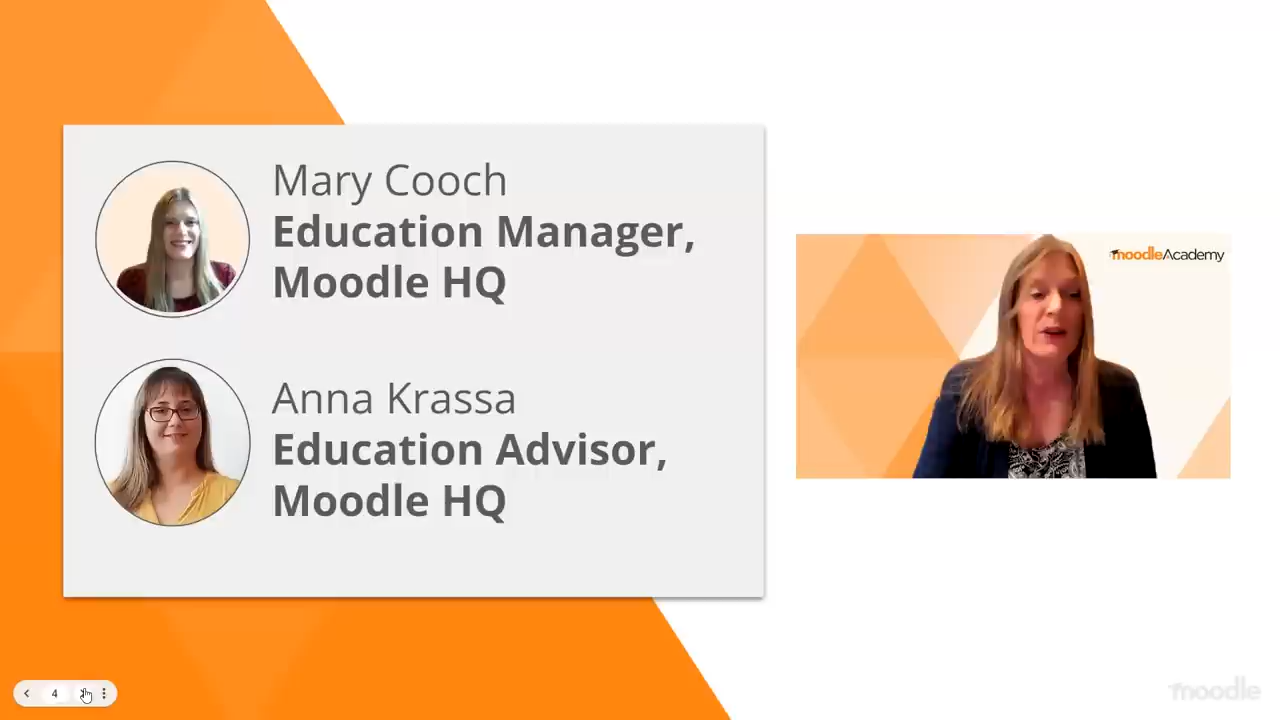 Mary Cooch
Education Manager,
Moodle HQ
Anna Krassa
Education Advisor,
Moodle HQ
moodleAcademy
4
moodle